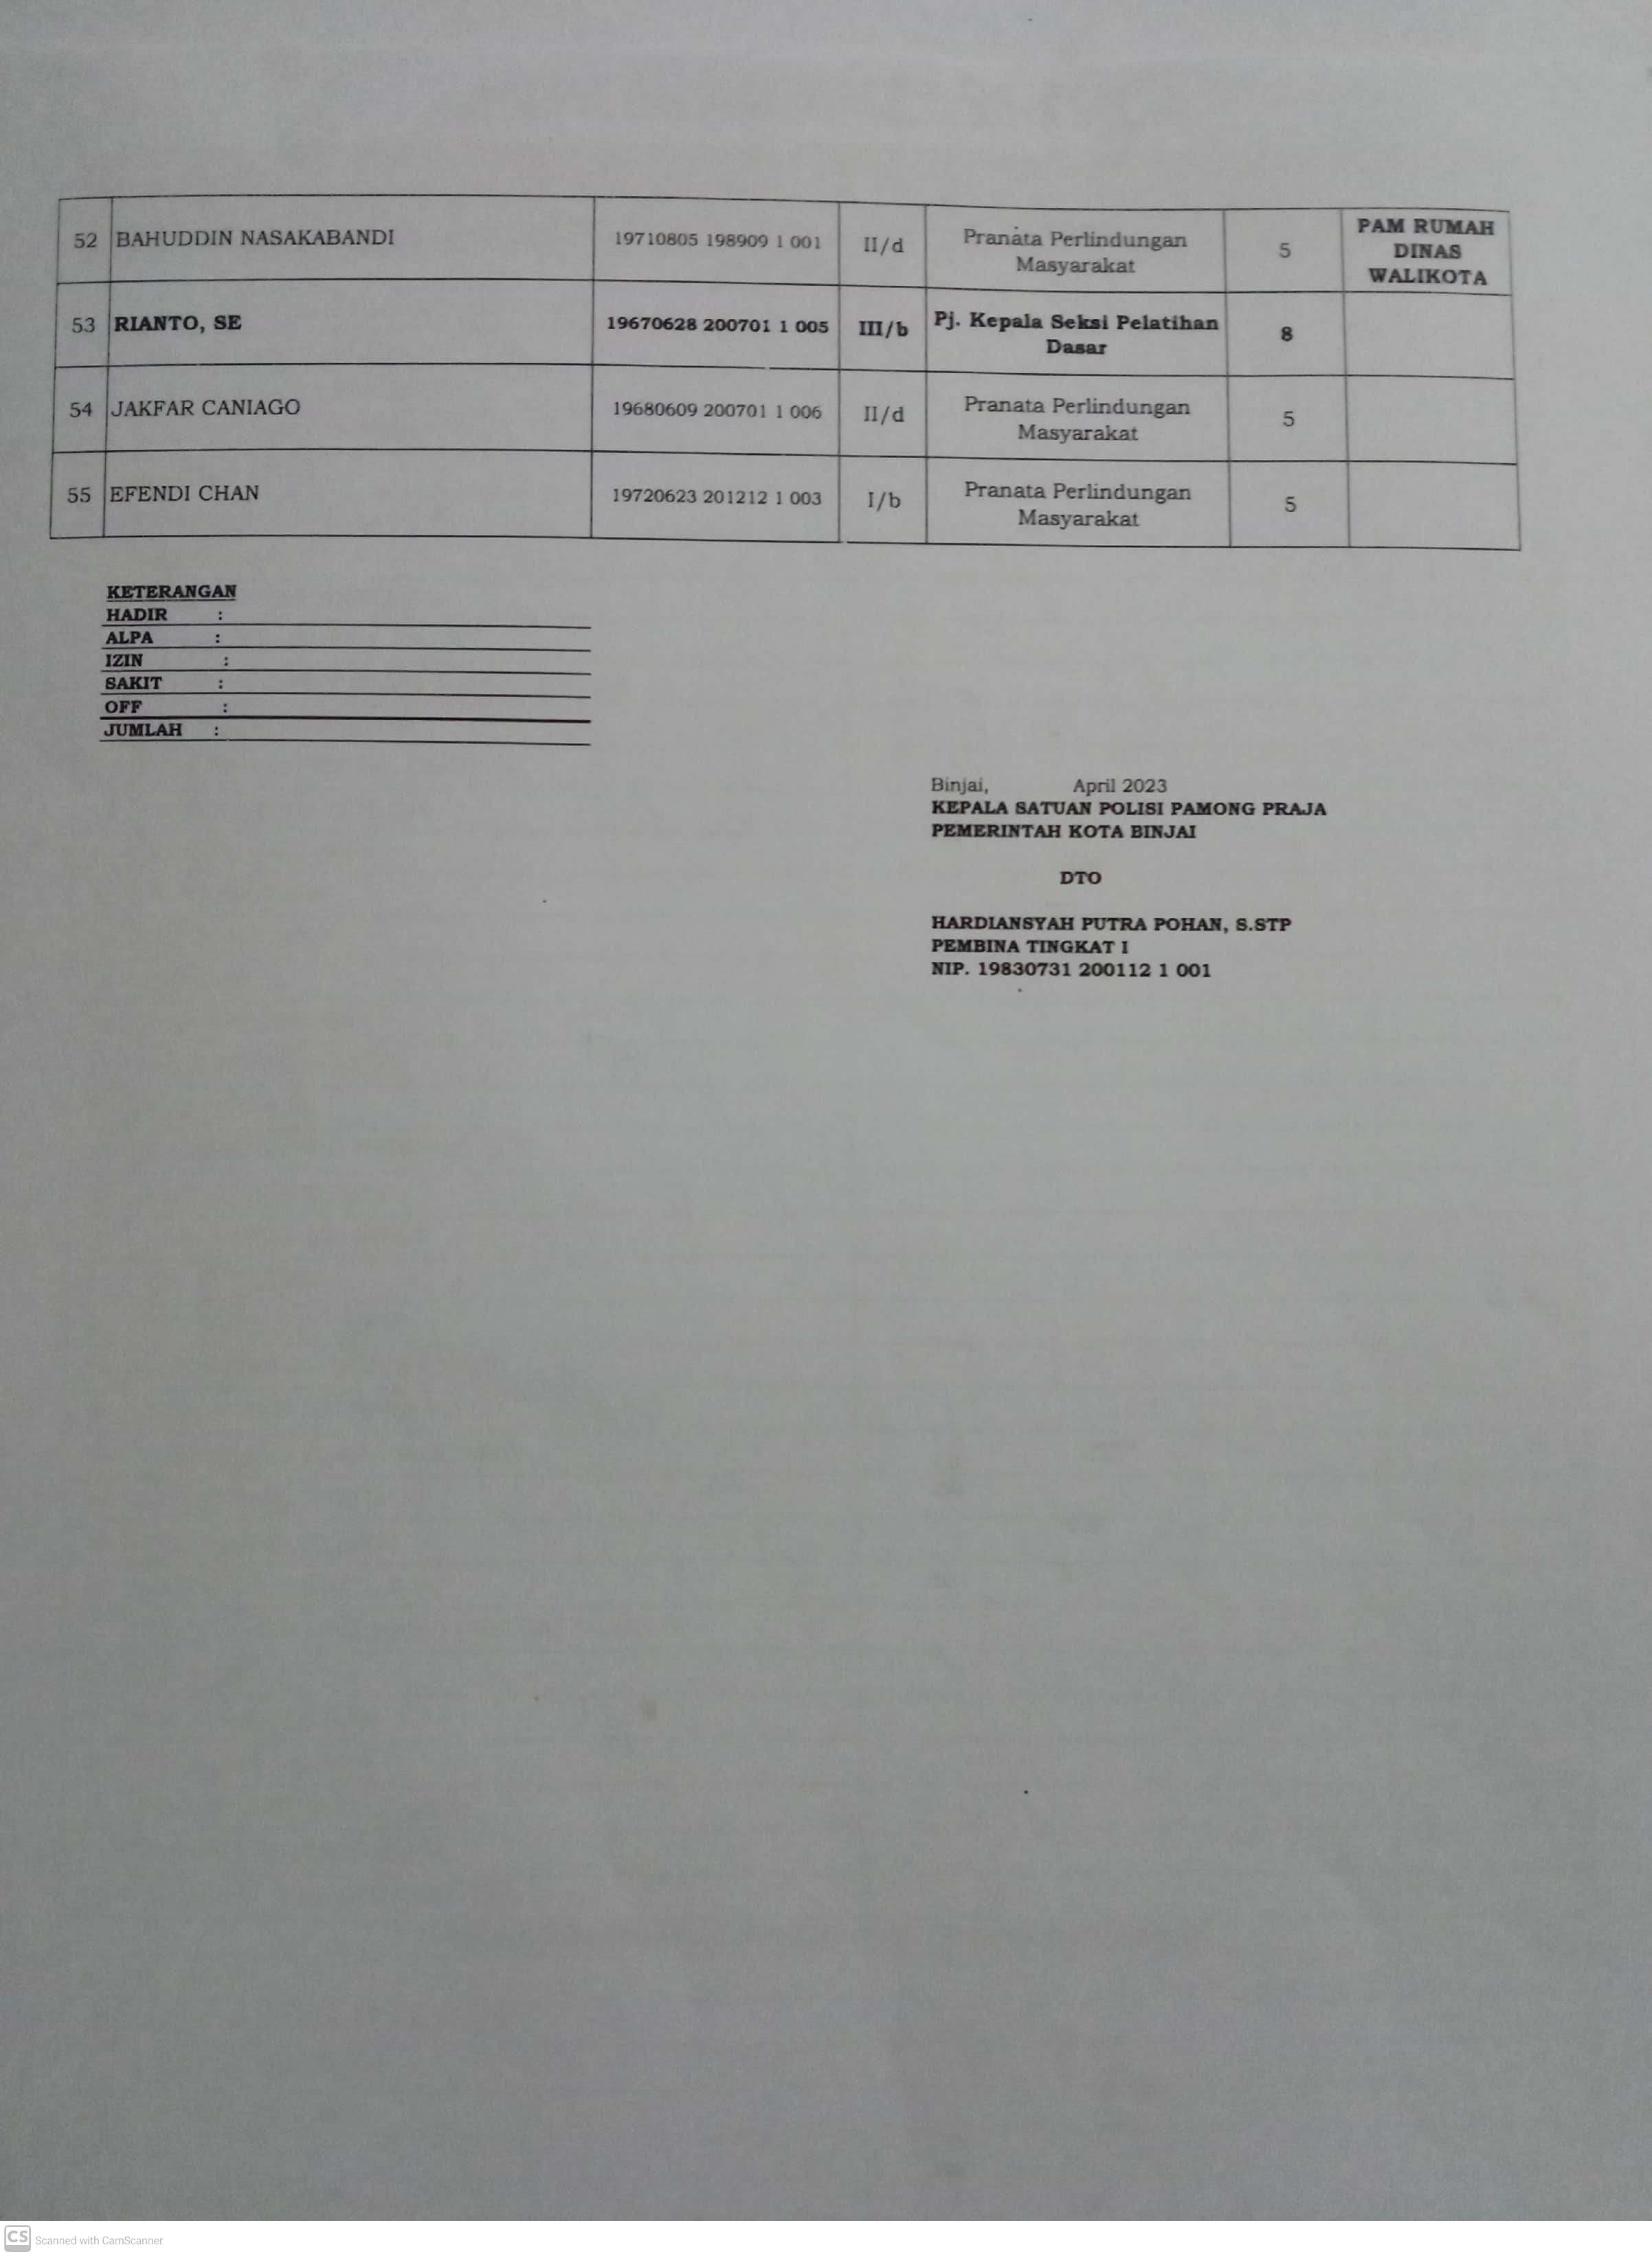 52 BAHUDDIN NASAKABANDI 19710805 198909 1 001 II/d Pranata Perlindungan Masyarakat 5 PAM RUMAH DINAS WALIKOTA
53 RIANTO, SE 19670628 200701 1 005 III/b Pj. Kepala Seksi Pelatihan Dasar 8
54 JAKFAR CANIAGO 19680609 200701 1 006 II/d Pranata Perlindungan Masyarakat 5
55 EFENDI CHAN 19720623 201212 1 003 I/b Pranata Perlindungan Masyarakat 5
KETERANGAN
HADIR :
ALPA :
IZIN :
SAKIT :
OFF :
JUMLAH :
Binjai, April 2023
KEPALA SATUAN POLISI PAMONG PRAJA
PEMERINTAH KOTA BINJAI
DTO
HARDIANSYAH PUTRA POHAN, S.STP
PEMBINA TINGKAT I
NIP. 19830731 200112 1 001
CS Scanned with CamScanner